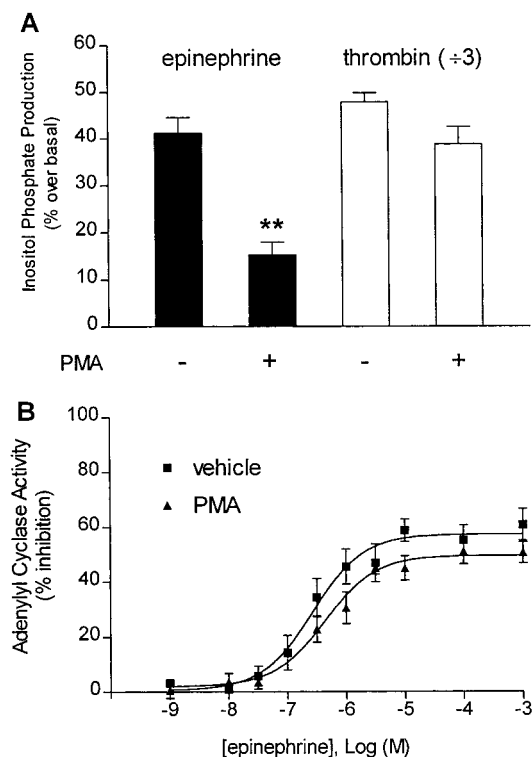 A
epinephrine thrombin (÷3)
Inositol Phosphate Production
(% over basal)
60
50
40
30
20
10
0
**
PMA - + - +
B
Adenylyl Cyclase Activity
(% inhibition)
100
80
60
40
20
0
vehicle
PMA
-9 -8 -7 -6 -5 -4 -3
[epinephrine], Log (M)